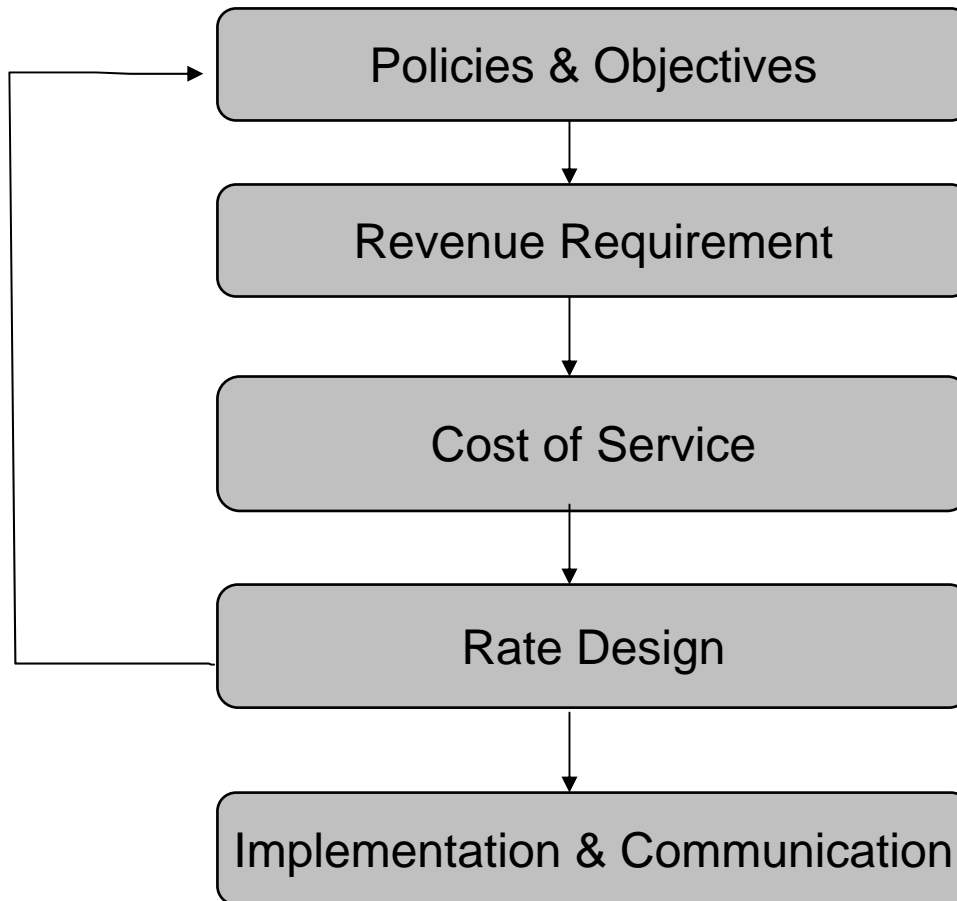 Policies & Objectives
Revenue Requirement
Cost of Service
Rate Design
Implementation & Communication